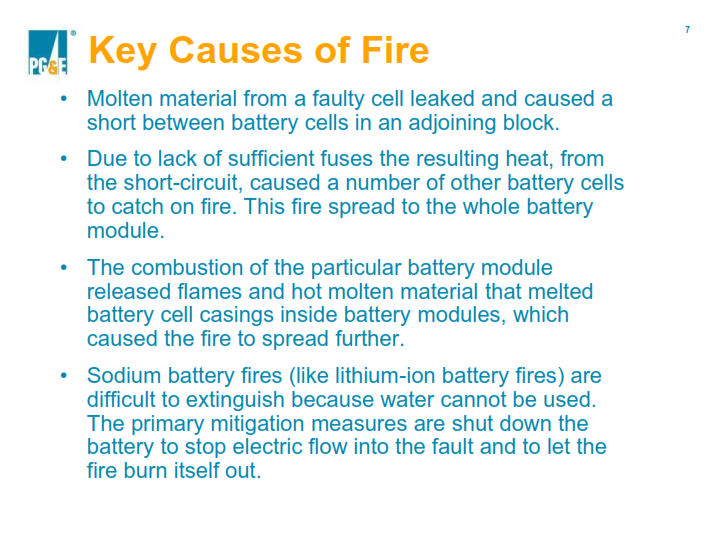 7
PG&E®
Key Causes of Fire
• Molten material from a faulty cell leaked and caused a
short between battery cells in an adjoining block.
• Due to lack of sufficient fuses the resulting heat, from
the short-circuit, caused a number of other battery cells
to catch on fire. This fire spread to the whole battery
module.
• The combustion of the particular battery module
released flames and hot molten material that melted
battery cell casings inside battery modules, which
caused the fire to spread further.
• Sodium battery fires (like lithium-ion battery fires) are
difficult to extinguish because water cannot be used.
The primary mitigation measures are shut down the
battery to stop electric flow into the fault and to let the
fire burn itself out.